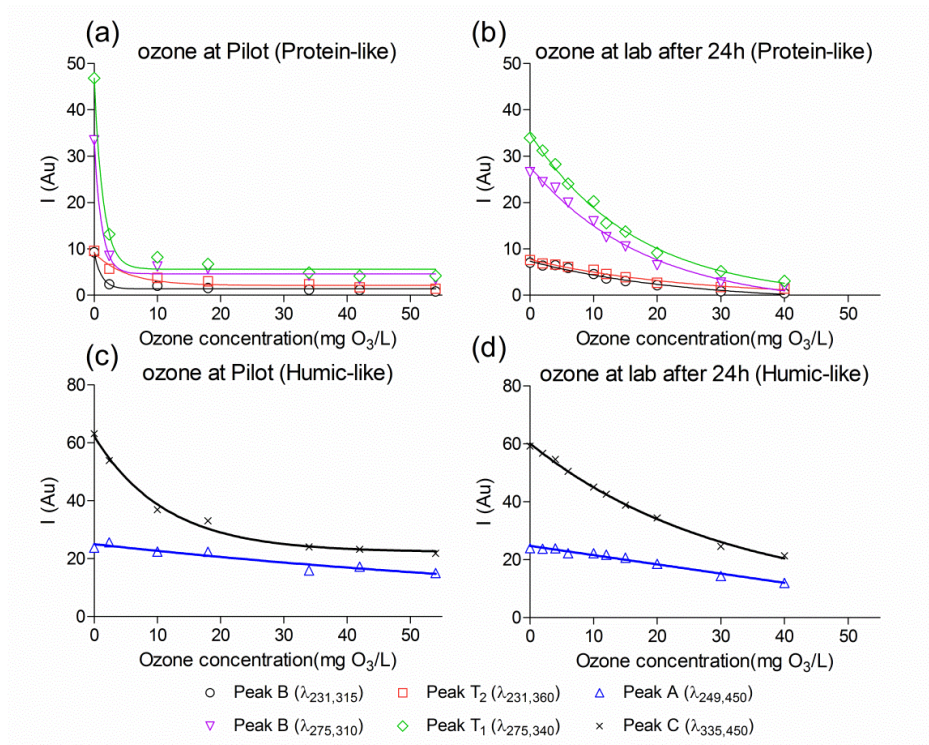 (a)
ozone at Pilot (Protein-like)
50
40
30
20
10
0
I (Au)
0 10 20 30 40 50
Ozone concentration(mg O₃/L)
(b)
ozone at lab after 24h (Protein-like)
50
40
30
20
10
0
I (Au)
0 10 20 30 40 50
Ozone concentration(mg O₃/L)
(c)
ozone at Pilot (Humic-like)
80
60
40
20
0
I (Au)
0 10 20 30 40 50
Ozone concentration(mg O₃/L)
(d)
ozone at lab after 24h (Humic-like)
80
60
40
20
0
I (Au)
0 10 20 30 40 50
Ozone concentration(mg O₃/L)
Peak B (λ₂₃₁,₃₁₅) Peak T₂ (λ₂₃₁,₃₆₀) Peak A (λ₂₄₉,₄₅₀)
Peak B (λ₂₇₅,₃₁₀) Peak T₁ (λ₂₇₅,₃₄₀) Peak C (λ₃₃₅,₄₅₀)